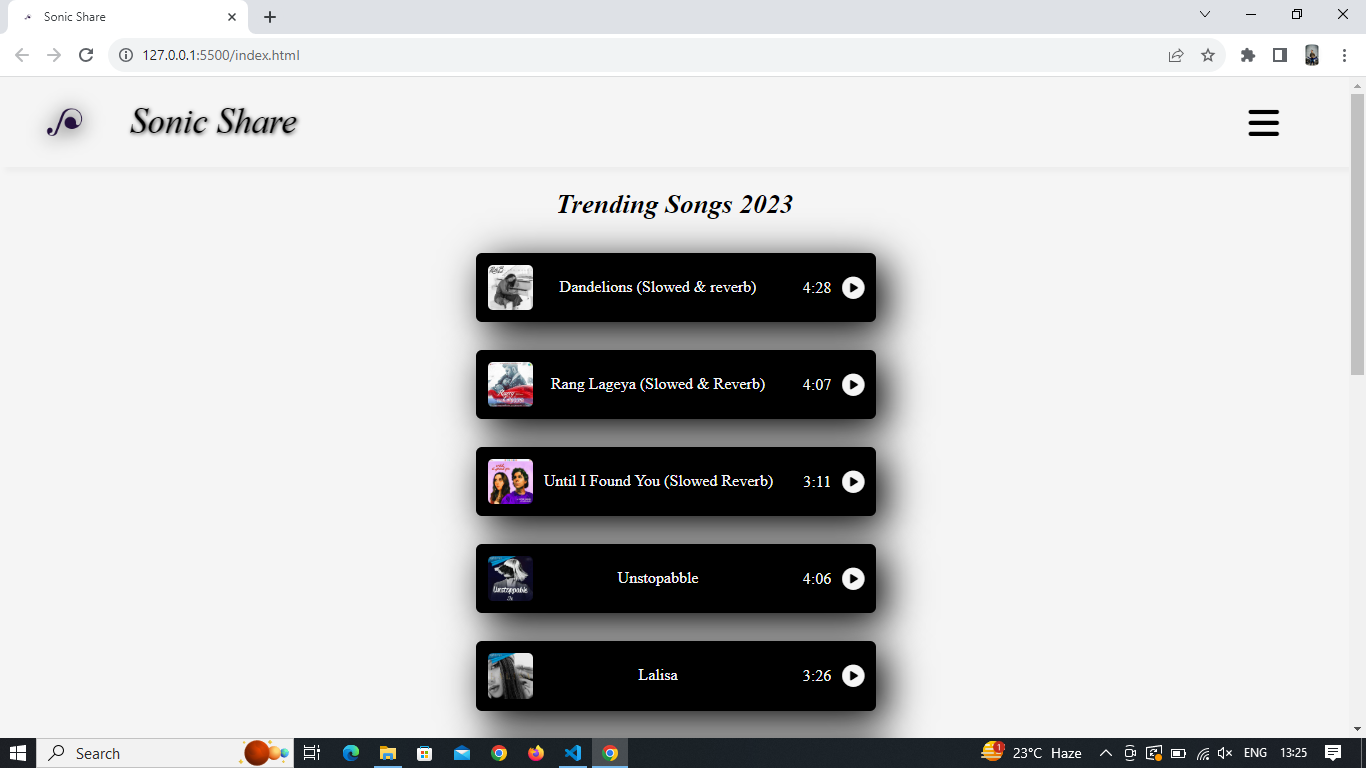 Sonic Share
127.0.0.1:5500/index.html
Sonic Share
Trending Songs 2023
Dandelions (Slowed & reverb) 4:28
Rang Lageya (Slowed & Reverb) 4:07
Until I Found You (Slowed Reverb) 3:11
Unstoppable
Unstopabble 4:06
Lalisa 3:26
Search
1
23°C Haze
ENG
13:25